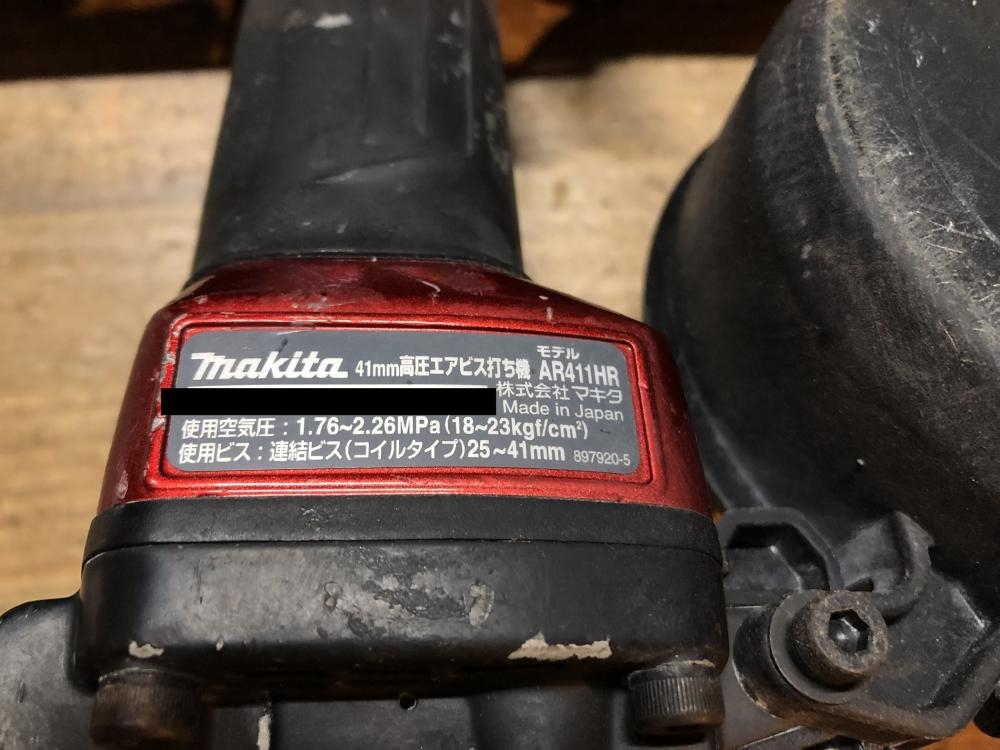 makita 41mm高圧エアビス打ち機 モデル AR411HR
株式会社マキタ
Made in Japan
使用空気圧：1.76~2.26MPa(18~23kgf/cm²)
使用ビス：連結ビス(コイルタイプ)25~41mm 897920-5